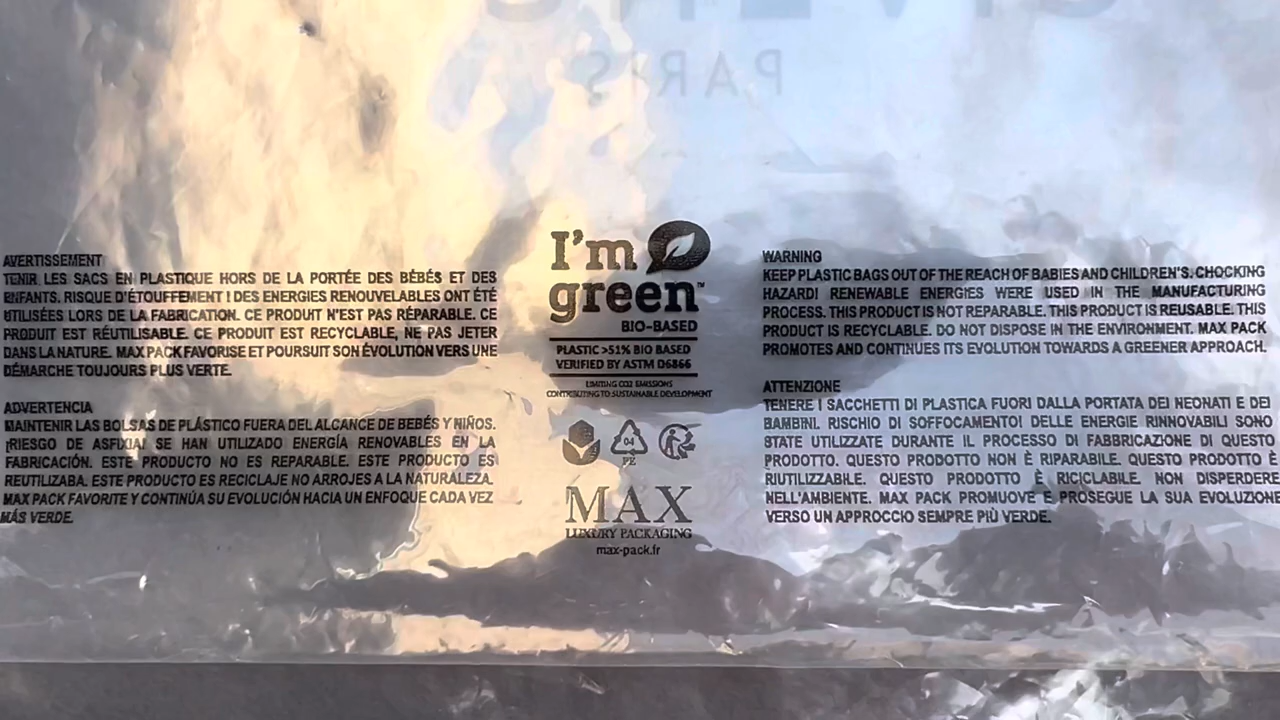 PARIS
AVERTISSEMENT
TENIR LES SACS EN PLASTIQUE HORS DE LA PORTÉE DES BÉBÉS ET DES
ENFANTS. RISQUE D'ÉTOUFFEMENT ! DES ENERGIES RENOUVELABLES ONT ÉTÉ
UTILISÉES LORS DE LA FABRICATION. CE PRODUIT N'EST PAS RÉPARABLE. CE
PRODUIT EST RÉUTILISABLE. CE PRODUIT EST RECYCLABLE, NE PAS JETER
DANS LA NATURE. MAX PACK FAVORISE ET POURSUIT SON ÉVOLUTION VERS UNE
DÉMARCHE TOUJOURS PLUS VERTE.
ADVERTENCIA
MAINTENIR LAS BOLSAS DE PLÁSTICO FUERA DEL ALCANCE DE BEBÉS Y NIÑOS.
¡RIESGO DE ASFIXIA! SE HAN UTILIZADO ENERGÍA RENOVABLES EN LA
FABRICACIÓN. ESTE PRODUCTO NO ES REPARABLE. ESTE PRODUCTO ES
REUTILIZABA. ESTE PRODUCTO ES RECICLAJE NO ARROJES A LA NATURALEZA.
MAX PACK FAVORITE Y CONTINÚA SU EVOLUCIÓN HACIA UN ENFOQUE CADA VEZ
MÁS VERDE.
I'm
green™
BIO-BASED
PLASTIC >51% BIO BASED
VERIFIED BY ASTM D6866
LIMITING CO2 EMISSIONS
CONTRIBUTING TO SUSTAINABLE DEVELOPMENT
04
PE
MAX
LUXURY PACKAGING
max-pack.fr
WARNING
KEEP PLASTIC BAGS OUT OF THE REACH OF BABIES AND CHILDREN'S. CHOCKING
HAZARD! RENEWABLE ENERGIES WERE USED IN THE MANUFACTURING
PROCESS. THIS PRODUCT IS NOT REPARABLE. THIS PRODUCT IS REUSABLE. THIS
PRODUCT IS RECYCLABLE. DO NOT DISPOSE IN THE ENVIRONMENT. MAX PACK
PROMOTES AND CONTINUES ITS EVOLUTION TOWARDS A GREENER APPROACH.
ATTENZIONE
TENERE I SACCHETTI DI PLASTICA FUORI DALLA PORTATA DEI NEONATI E DEI
BAMBINI. RISCHIO DI SOFFOCAMENTO! DELLE ENERGIE RINNOVABILI SONO
STATE UTILIZZATE DURANTE IL PROCESSO DI FABBRICAZIONE DI QUESTO
PRODOTTO. QUESTO PRODOTTO NON È RIPARABILE. QUESTO PRODOTTO È
RIUTILIZZABILE. QUESTO PRODOTTO È RICICLABILE. NON DISPERDERE
NELL'AMBIENTE. MAX PACK PROMUOVE E PROSEGUE LA SUA EVOLUZIONE
VERSO UN APPROCCIO SEMPRE PIÙ VERDE.